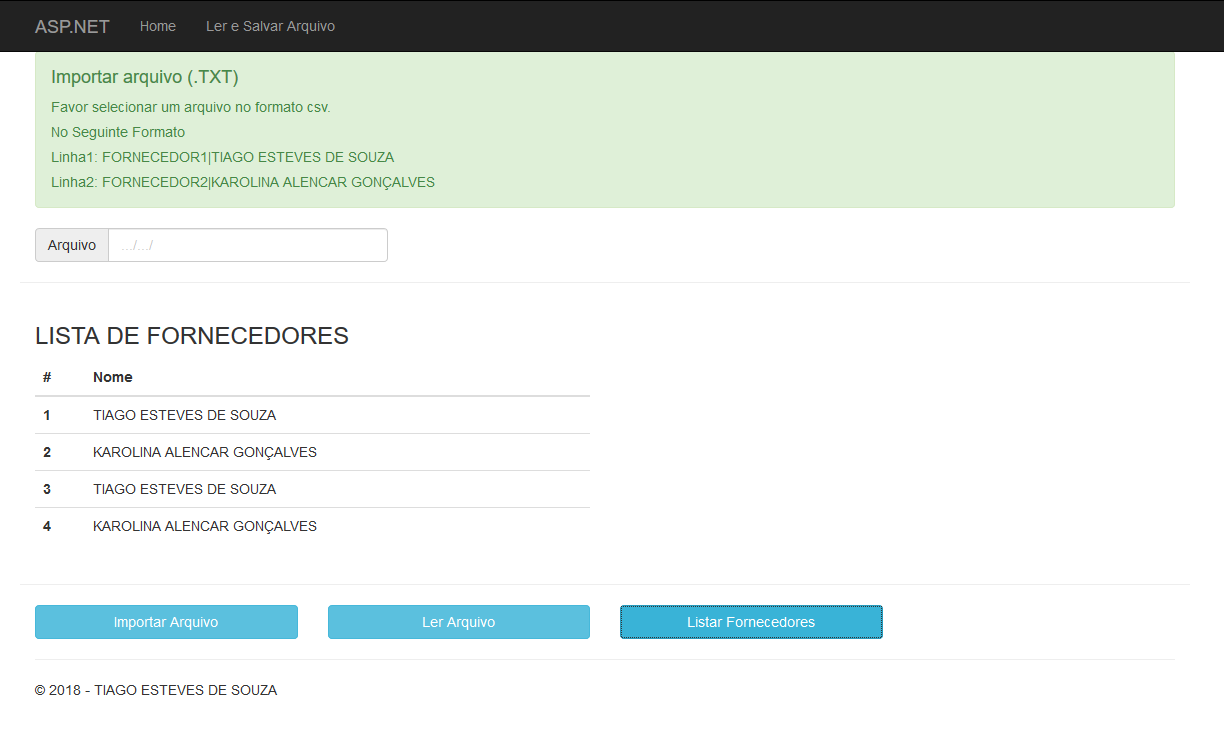 ASP.NET Home Ler e Salvar Arquivo
Importar arquivo (.TXT)
Favor selecionar um arquivo no formato csv.
No Seguinte Formato
Linha1: FORNECEDOR1|TIAGO ESTEVES DE SOUZA
Linha2: FORNECEDOR2|KAROLINA ALENCAR GONÇALVES
Arquivo .../.../
LISTA DE FORNECEDORES
# Nome
1 TIAGO ESTEVES DE SOUZA
2 KAROLINA ALENCAR GONÇALVES
3 TIAGO ESTEVES DE SOUZA
4 KAROLINA ALENCAR GONÇALVES
Importar Arquivo Ler Arquivo Listar Fornecedores
© 2018 - TIAGO ESTEVES DE SOUZA